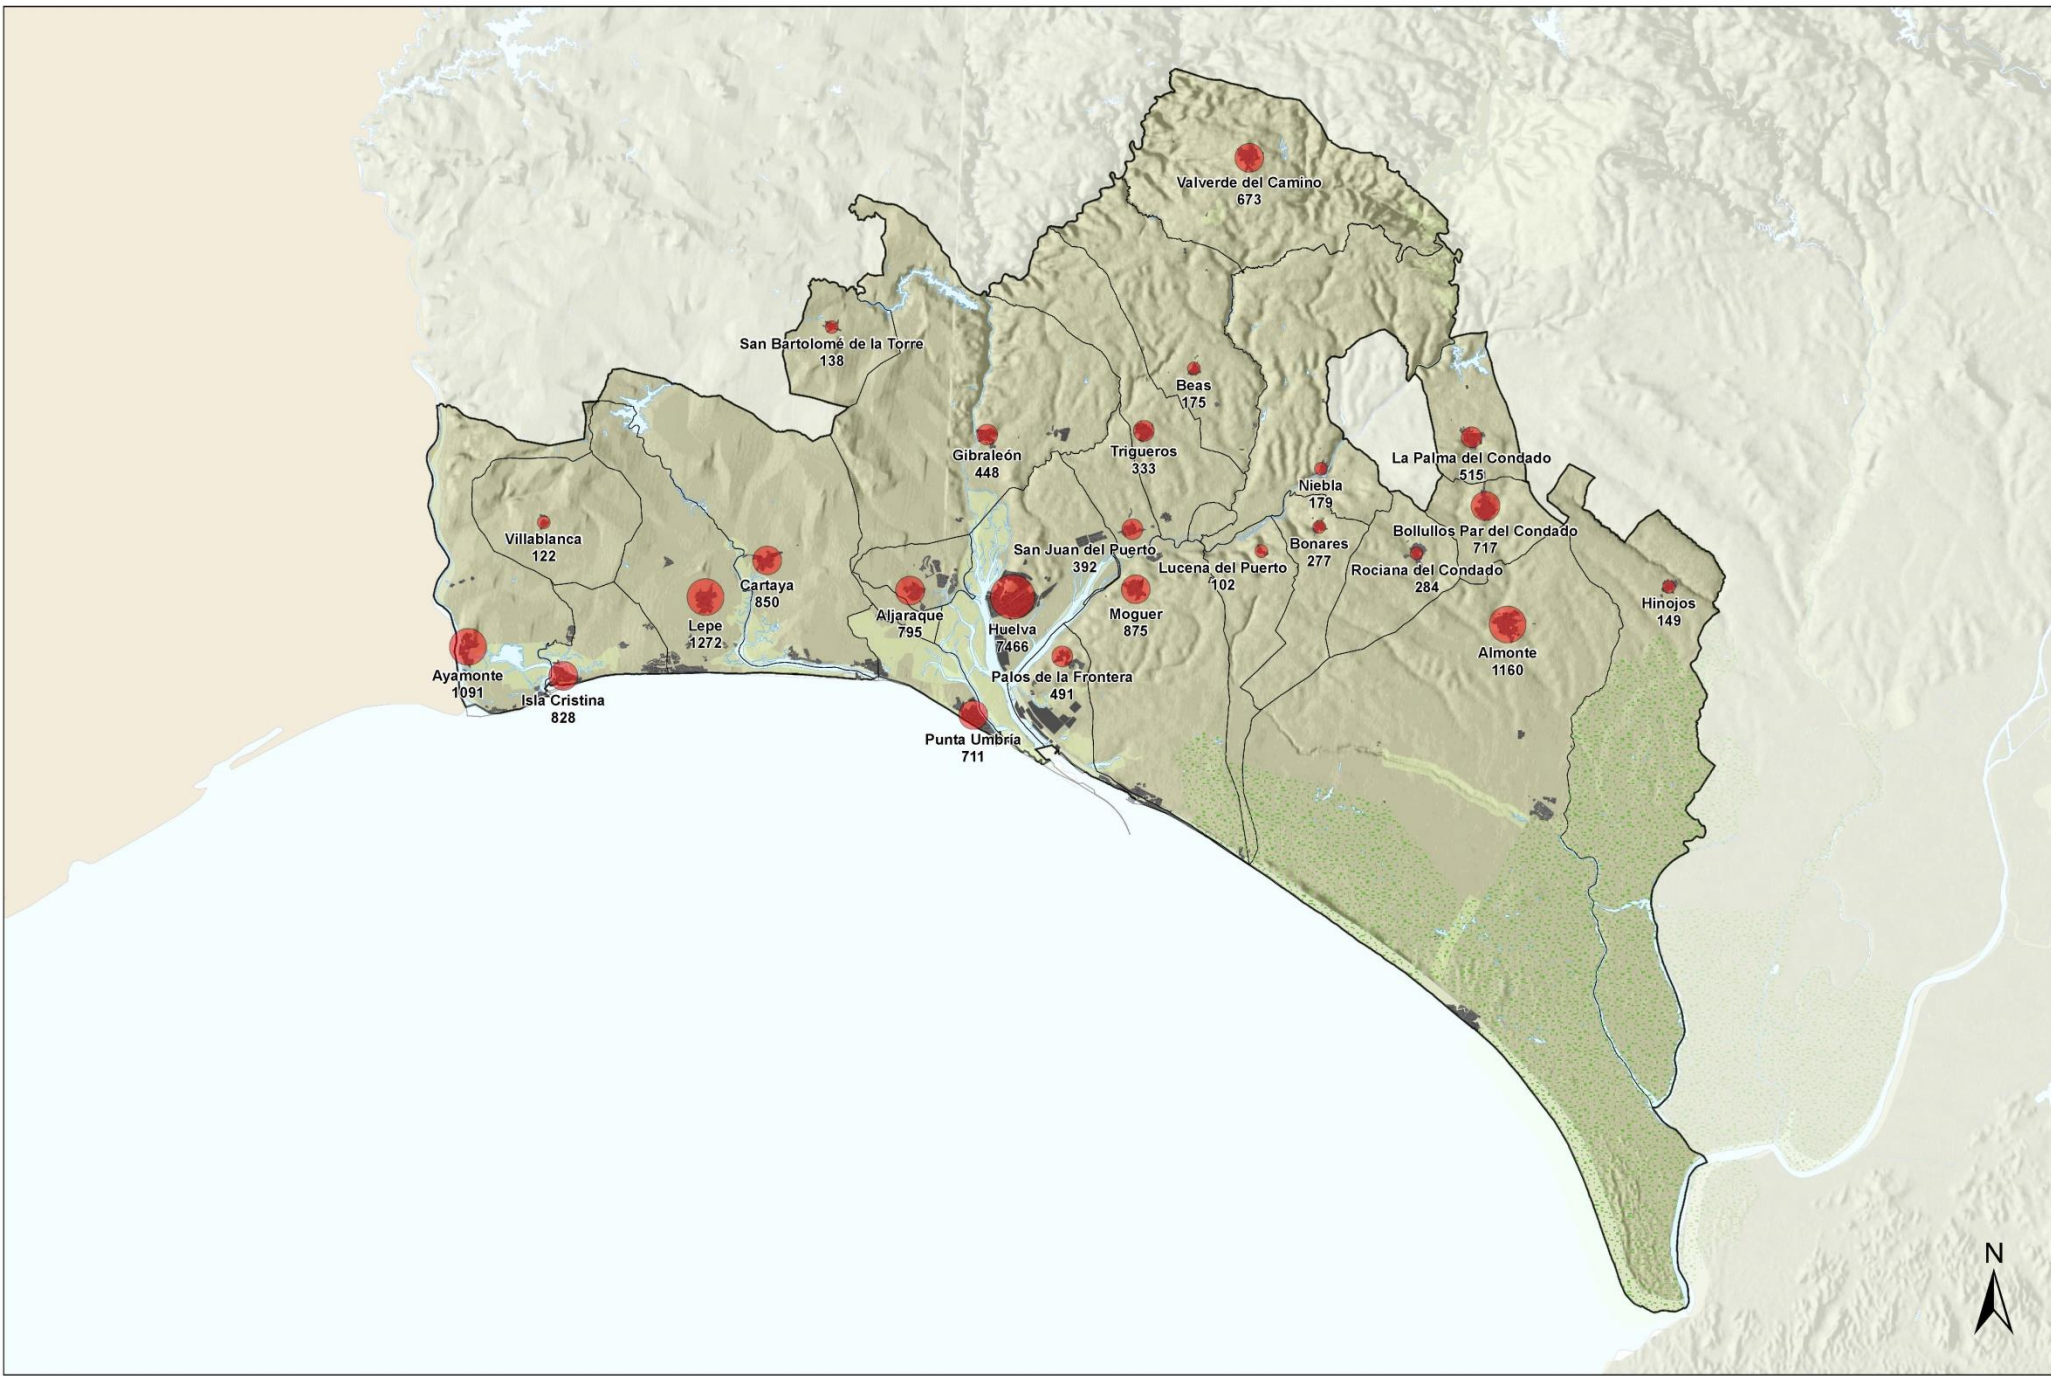 Valverde del Camino
673
San Bartolomé de la Torre
138
Beas
175
Gibraleón
448
Trigueros
333
La Palma del Condado
515
Niebla
179
Villablanca
122
Bollullos Par del Condado
717
San Juan del Puerto
392
Bonares
277
Lucena del Puerto
102
Rociana del Condado
284
Cartaya
850
Hinojos
149
Aljaraque
795
Moguer
875
Lepe
1272
Huelva
7466
Almonte
1160
Ayamonte
1091
Palos de la Frontera
491
Isla Cristina
828
Punta Umbría
711
N